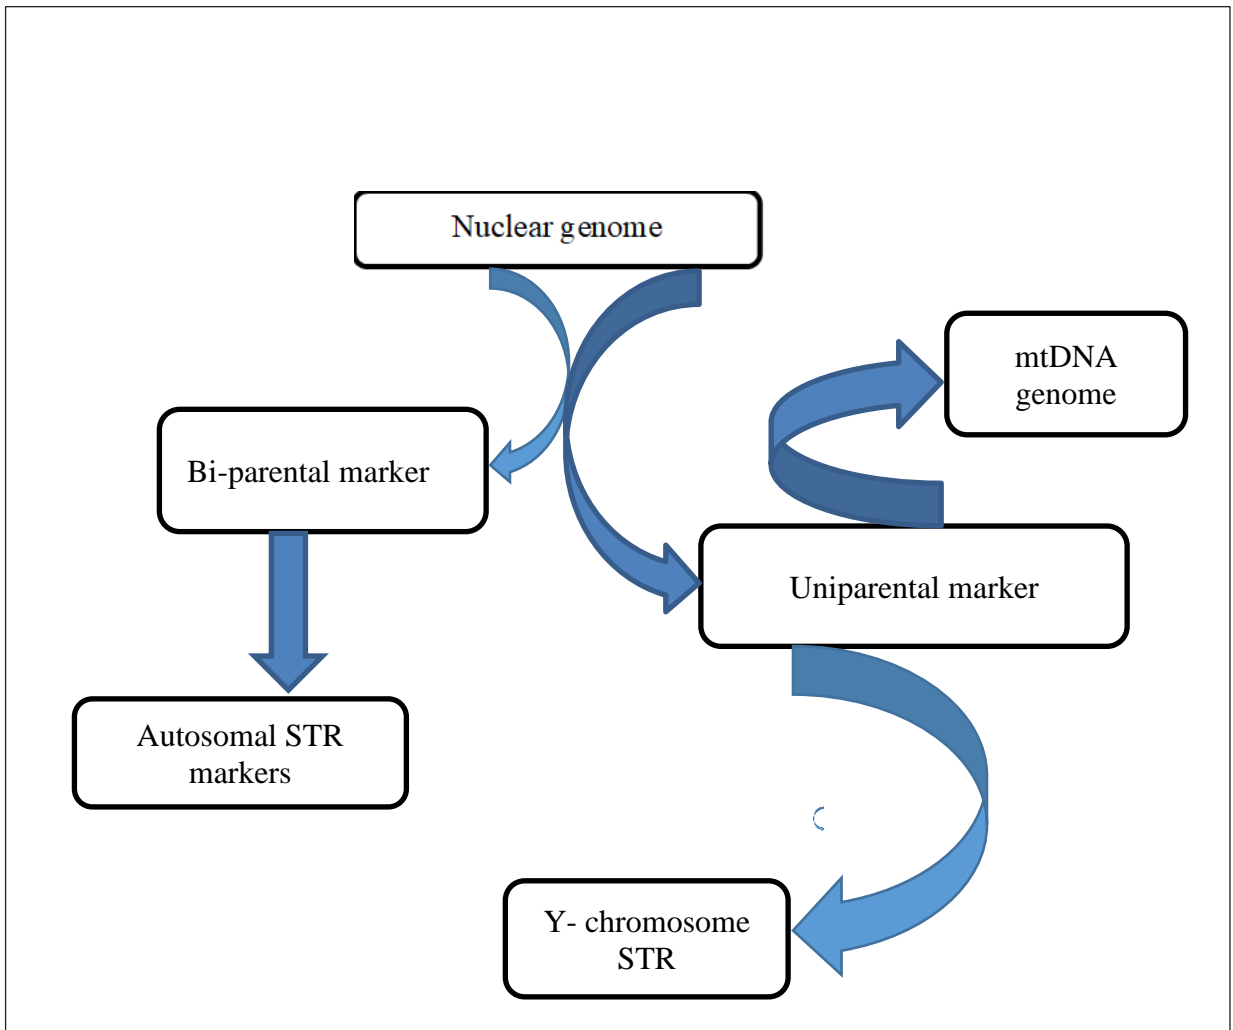 Nuclear genome
mtDNA
genome
Bi-parental marker
Uniparental marker
Autosomal STR
markers
Y- chromosome
STR